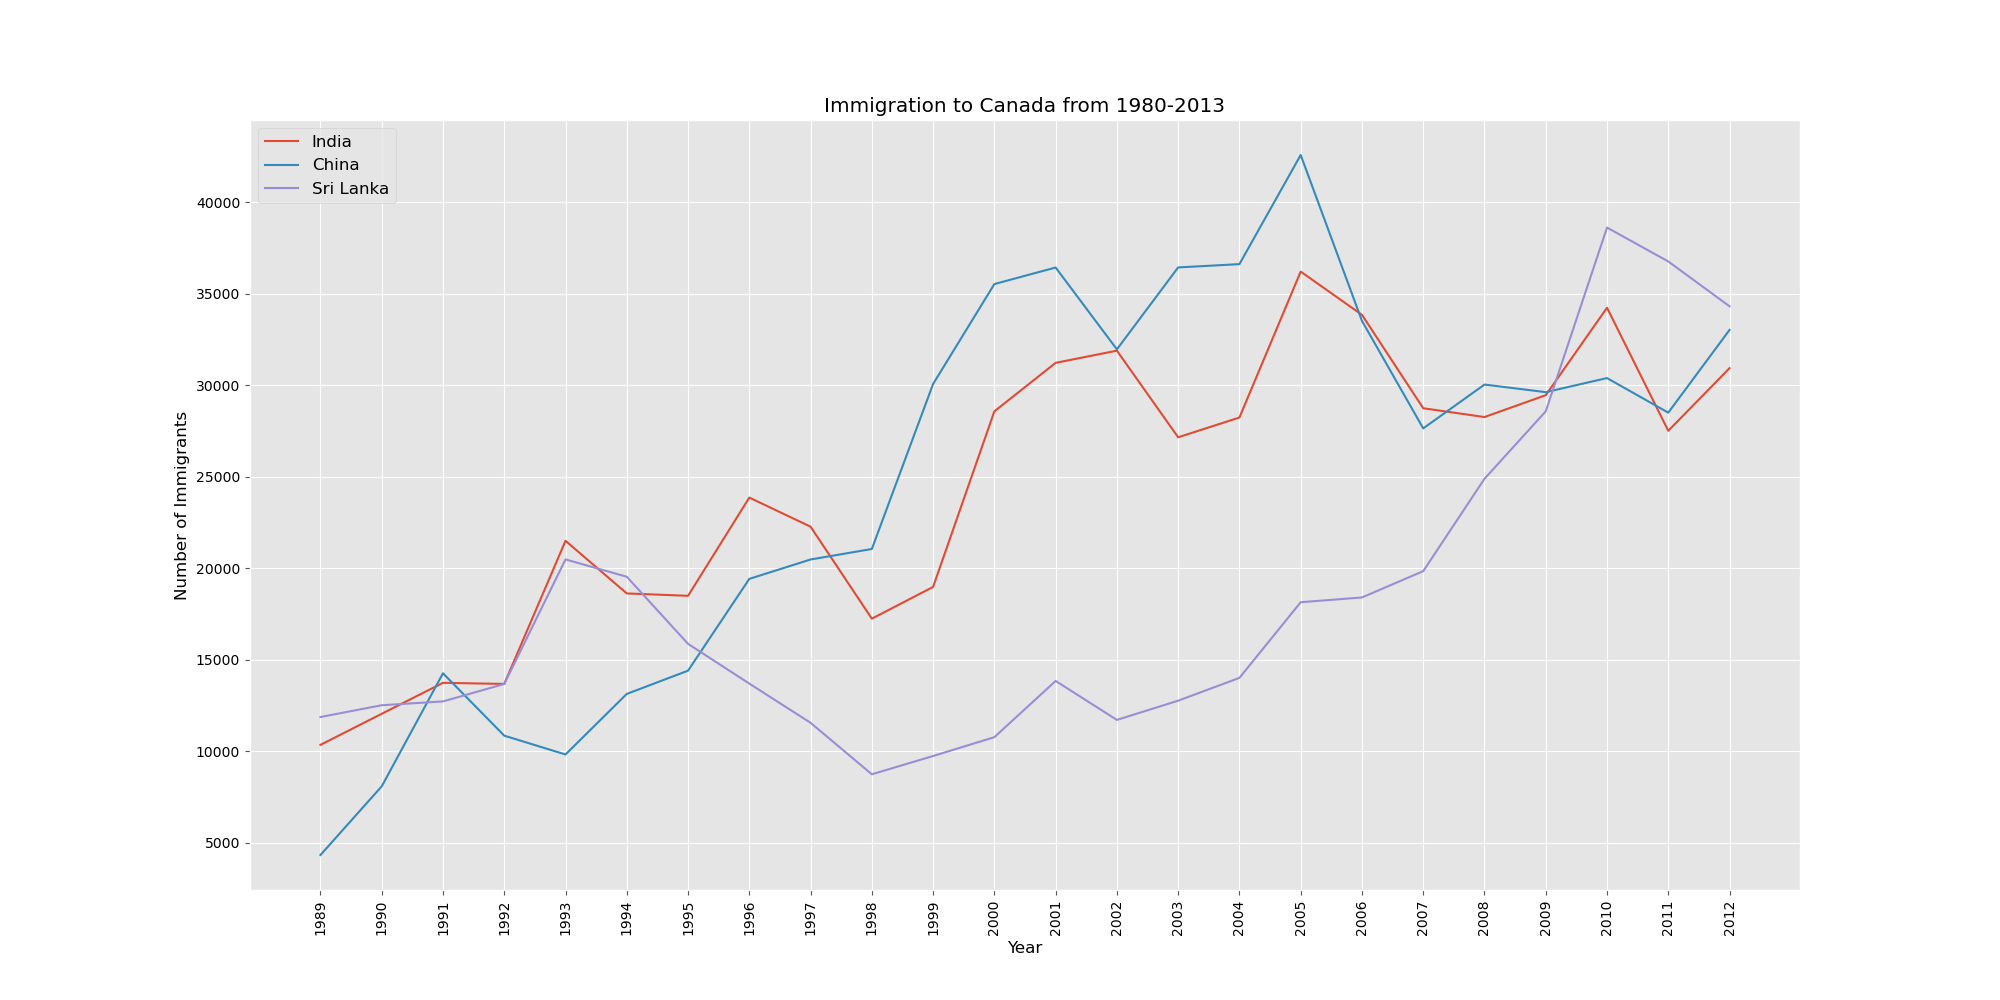 Immigration to Canada from 1980-2013
India
China
Sri Lanka
Number of Immigrants
40000
35000
30000
25000
20000
15000
10000
5000
1989 1990 1991 1992 1993 1994 1995 1996 1997 1998 1999 2000 2001 2002 2003 2004 2005 2006 2007 2008 2009 2010 2011 2012
Year